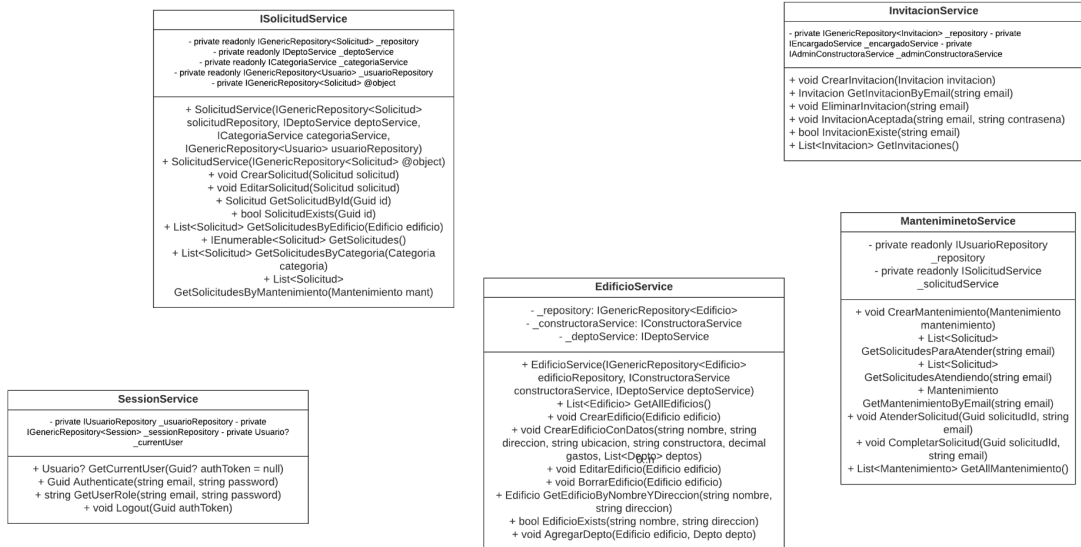 ISolicitudService
- private readonly IGenericRepository<Solicitud> _repository
- private readonly IDeptoService _deptoService
- private readonly ICategoriaService _categoriaService
- private readonly IGenericRepository<Usuario> _usuarioRepository
- private IGenericRepository<Solicitud> @object
+ SolicitudService(IGenericRepository<Solicitud>
solicitudRepository, IDeptoService deptoService,
ICategoriaService categoriaService,
IGenericRepository<Usuario> usuarioRepository)
+ SolicitudService(IGenericRepository<Solicitud> @object)
+ void CrearSolicitud(Solicitud solicitud)
+ void EditarSolicitud(Solicitud solicitud)
+ Solicitud GetSolicitudById(Guid id)
+ bool SolicitudExists(Guid id)
+ List<Solicitud> GetSolicitudesByEdificio(Edificio edificio)
+ IEnumerable<Solicitud> GetSolicitudes()
+ List<Solicitud> GetSolicitudesByCategoria(Categoria
categoria)
+ List<Solicitud>
GetSolicitudesByMantenimiento(Mantenimiento mant)
InvitacionService
- private IGenericRepository<Invitacion> _repository - private
IEncargadoService _encargadoService - private
IAdminConstructoraService _adminConstructoraService
+ void CrearInvitacion(Invitacion invitacion)
+ Invitacion GetInvitacionByEmail(string email)
+ void EliminarInvitacion(string email)
+ void InvitacionAceptada(string email, string contrasena)
+ bool InvitacionExiste(string email)
+ List<Invitacion> GetInvitaciones()
ManteniminetoService
- private readonly IUsuarioRepository
_repository
- private readonly ISolicitudService
_solicitudService
+ void CrearMantenimiento(Mantenimiento
mantenimiento)
+ List<Solicitud>
GetSolicitudesParaAtender(string email)
+ List<Solicitud>
GetSolicitudesAtendiendo(string email)
+ Mantenimiento
GetMantenimientoByEmail(string email)
+ void AtenderSolicitud(Guid solicitudId, string
email)
+ void CompletarSolicitud(Guid solicitudId,
string email)
+ List<Mantenimiento> GetAllMantenimiento()
EdificioService
- _repository: IGenericRepository<Edificio>
- _constructoraService: IConstructoraService
- _deptoService: IDeptoService
+ EdificioService(IGenericRepository<Edificio>
edificioRepository, IConstructoraService
constructoraService, IDeptoService deptoService)
+ List<Edificio> GetAllEdificios()
+ void CrearEdificio(Edificio edificio)
+ void CrearEdificioConDatos(string nombre, string
direccion, string ubicacion, string constructora, decimal
gastos, List<Depto> deptos)
0..n
+ void EditarEdificio(Edificio edificio)
+ void BorrarEdificio(Edificio edificio)
+ Edificio GetEdificioByNombreYDireccion(string nombre,
string direccion)
+ bool EdificioExists(string nombre, string direccion)
+ void AgregarDepto(Edificio edificio, Depto depto)
SessionService
- private IUsuarioRepository _usuarioRepository - private
IGenericRepository<Session> _sessionRepository - private Usuario?
_currentUser
+ Usuario? GetCurrentUser(Guid? authToken = null)
+ Guid Authenticate(string email, string password)
+ string GetUserRole(string email, string password)
+ void Logout(Guid authToken)